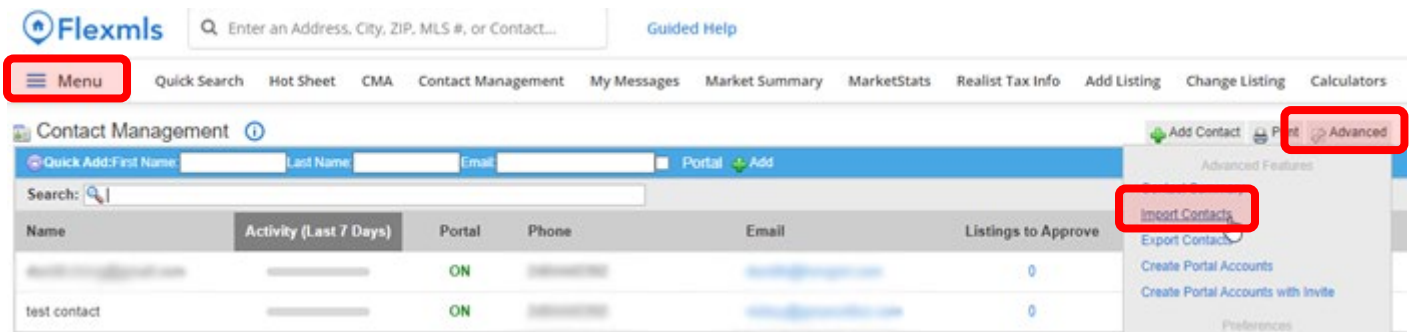 Flexmls Enter an Address, City, ZIP, MLS #, or Contact... Guided Help
Menu Quick Search Hot Sheet CMA Contact Management My Messages Market Summary MarketStats Realist Tax Info Add Listing Change Listing Calculators
Contact Management Add Contact Print Advanced
Quick Add: First Name: Last Name: Email: Portal Add
Advanced Features
Search:
Import Contacts
Name Activity (Last 7 Days) Portal Phone Email Listings to Approve
Export Contacts
ON 0 Create Portal Accounts
Create Portal Accounts with Invite
test contact ON 0
Preferences